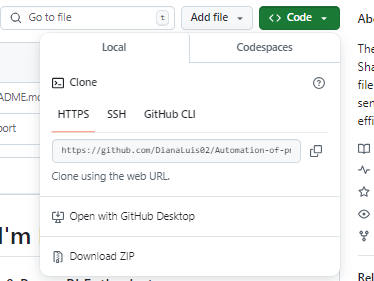 Go to file
t
Add file
Code
Abo
Local
Codespaces
The
Sha
file
ser
effi
Clone
ADME.md
HTTPS
SSH
GitHub CLI
port
https://github.com/DianaLuis02/Automation-of-pr
Clone using the web URL.
Open with GitHub Desktop
I'm
Download ZIP
Rel